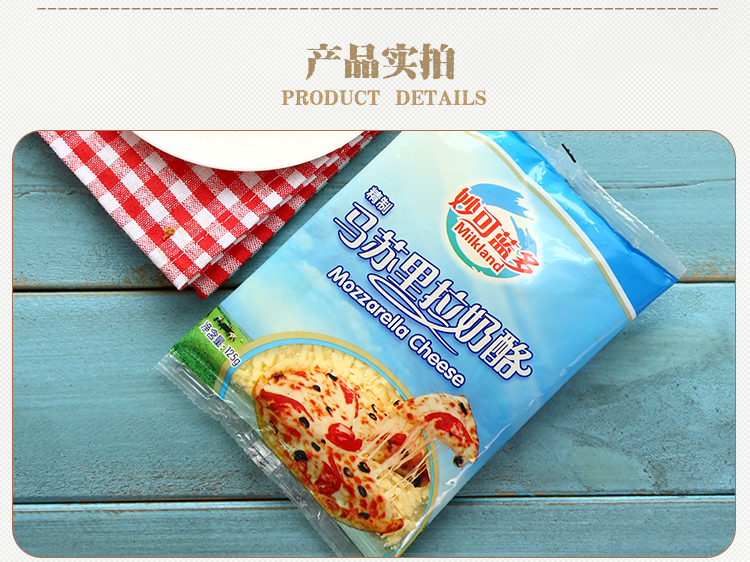 产品实拍
PRODUCT DETAILS
妙可蓝多
Milkland
精制
马苏里拉奶酪
Mozzarella Cheese
净含量:125g